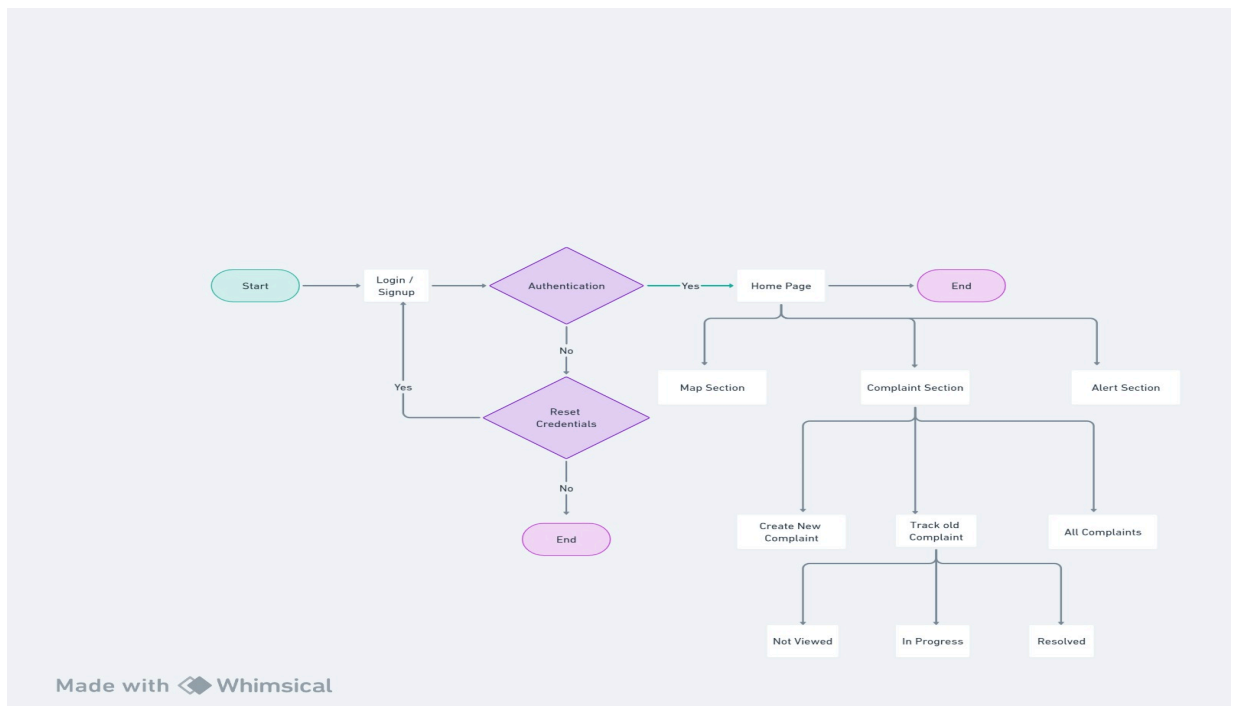 Start
Login /
Signup
Authentication
Yes
Home Page
End
No
Yes
Reset
Credentials
No
End
Map Section
Complaint Section
Alert Section
Create New
Complaint
Track old
Complaint
All Complaints
Not Viewed
In Progress
Resolved
Made with Whimsical